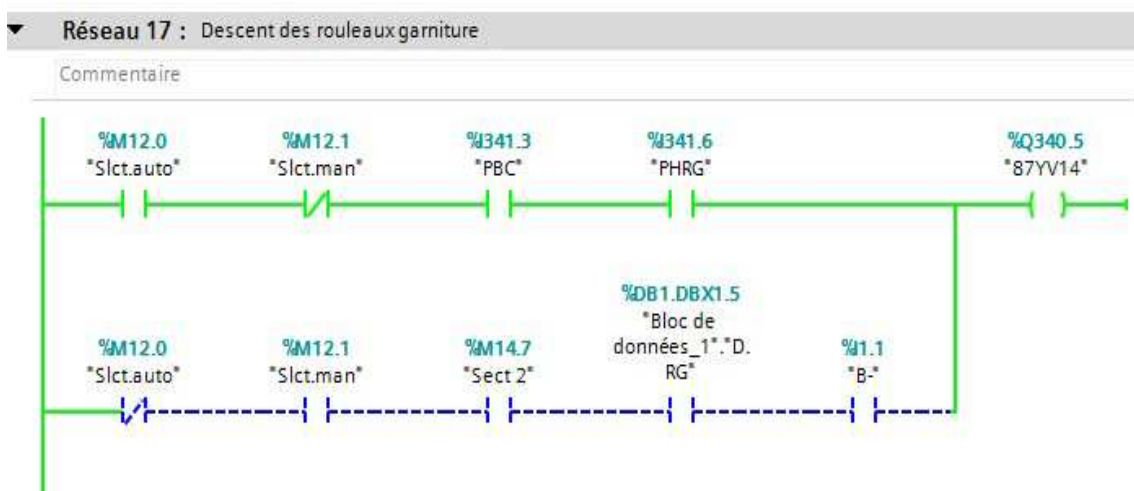 Réseau 17 : Descent des rouleaux garniture
Commentaire
%M12.0 %M12.1 %I341.3 %I341.6 %Q340.5
"Slct.auto" "Slct.man" "PBC" "PHRG" "87YV14"
%DB1.DBX1.5
"Bloc de
données_1"."D.
RG"
%M12.0 %M12.1 %M14.7 %I1.1
"Slct.auto" "Slct.man" "Sect 2" "B-"